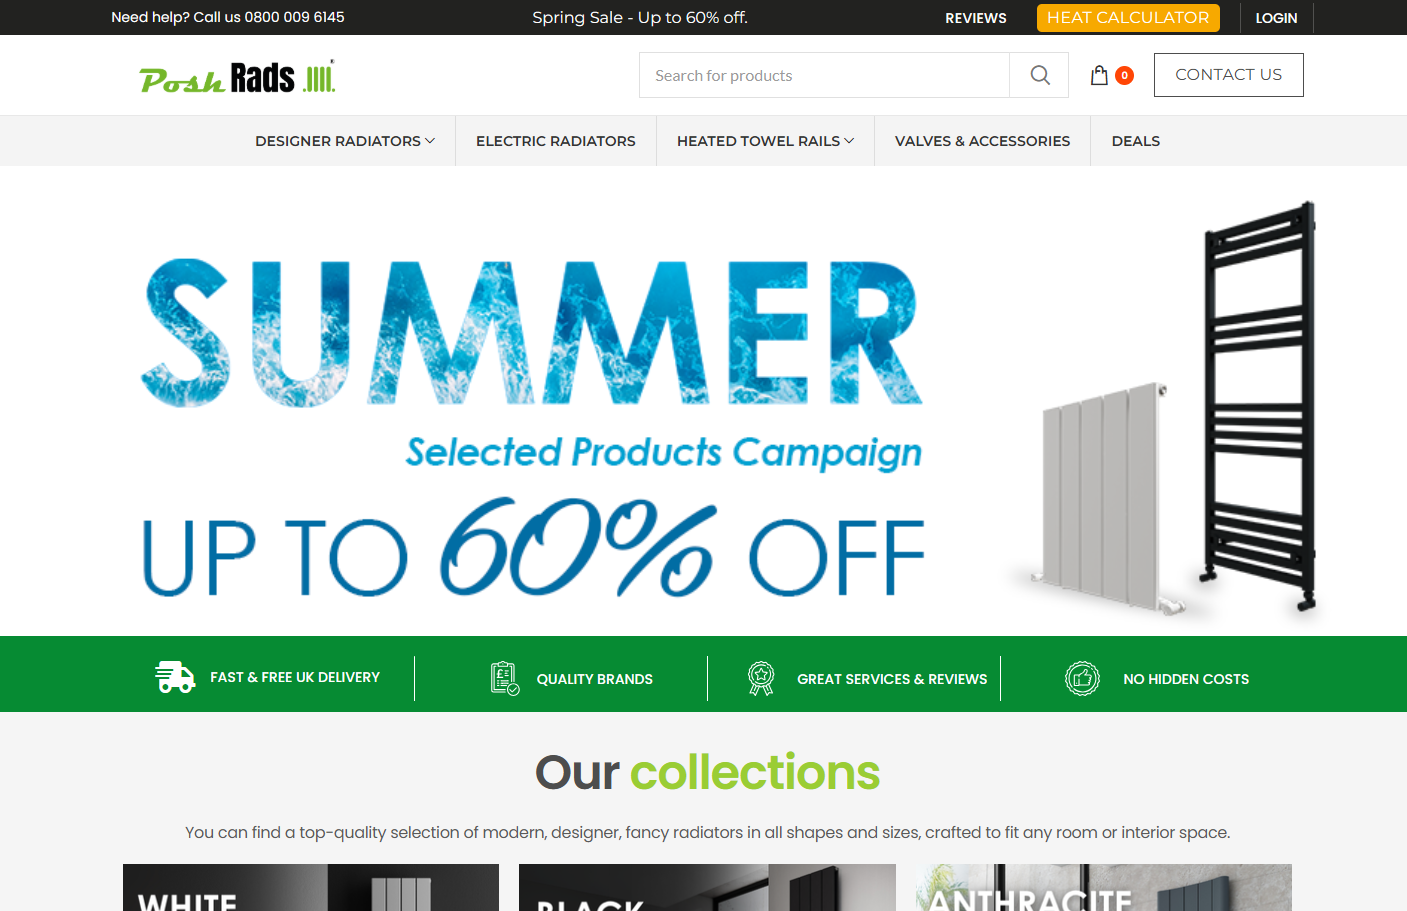 Need help? Call us 0800 009 6145
Spring Sale - Up to 60% off.
REVIEWS
HEAT CALCULATOR
LOGIN
Posh Rads
Search for products
0
CONTACT US
DESIGNER RADIATORS
ELECTRIC RADIATORS
HEATED TOWEL RAILS
VALVES & ACCESSORIES
DEALS
SUMMER
Selected Products Campaign
UP TO 60% OFF
FAST & FREE UK DELIVERY
QUALITY BRANDS
GREAT SERVICES & REVIEWS
NO HIDDEN COSTS
Our collections
You can find a top-quality selection of modern, designer, fancy radiators in all shapes and sizes, crafted to fit any room or interior space.
WHITE
BLACK
ANTHRACITE